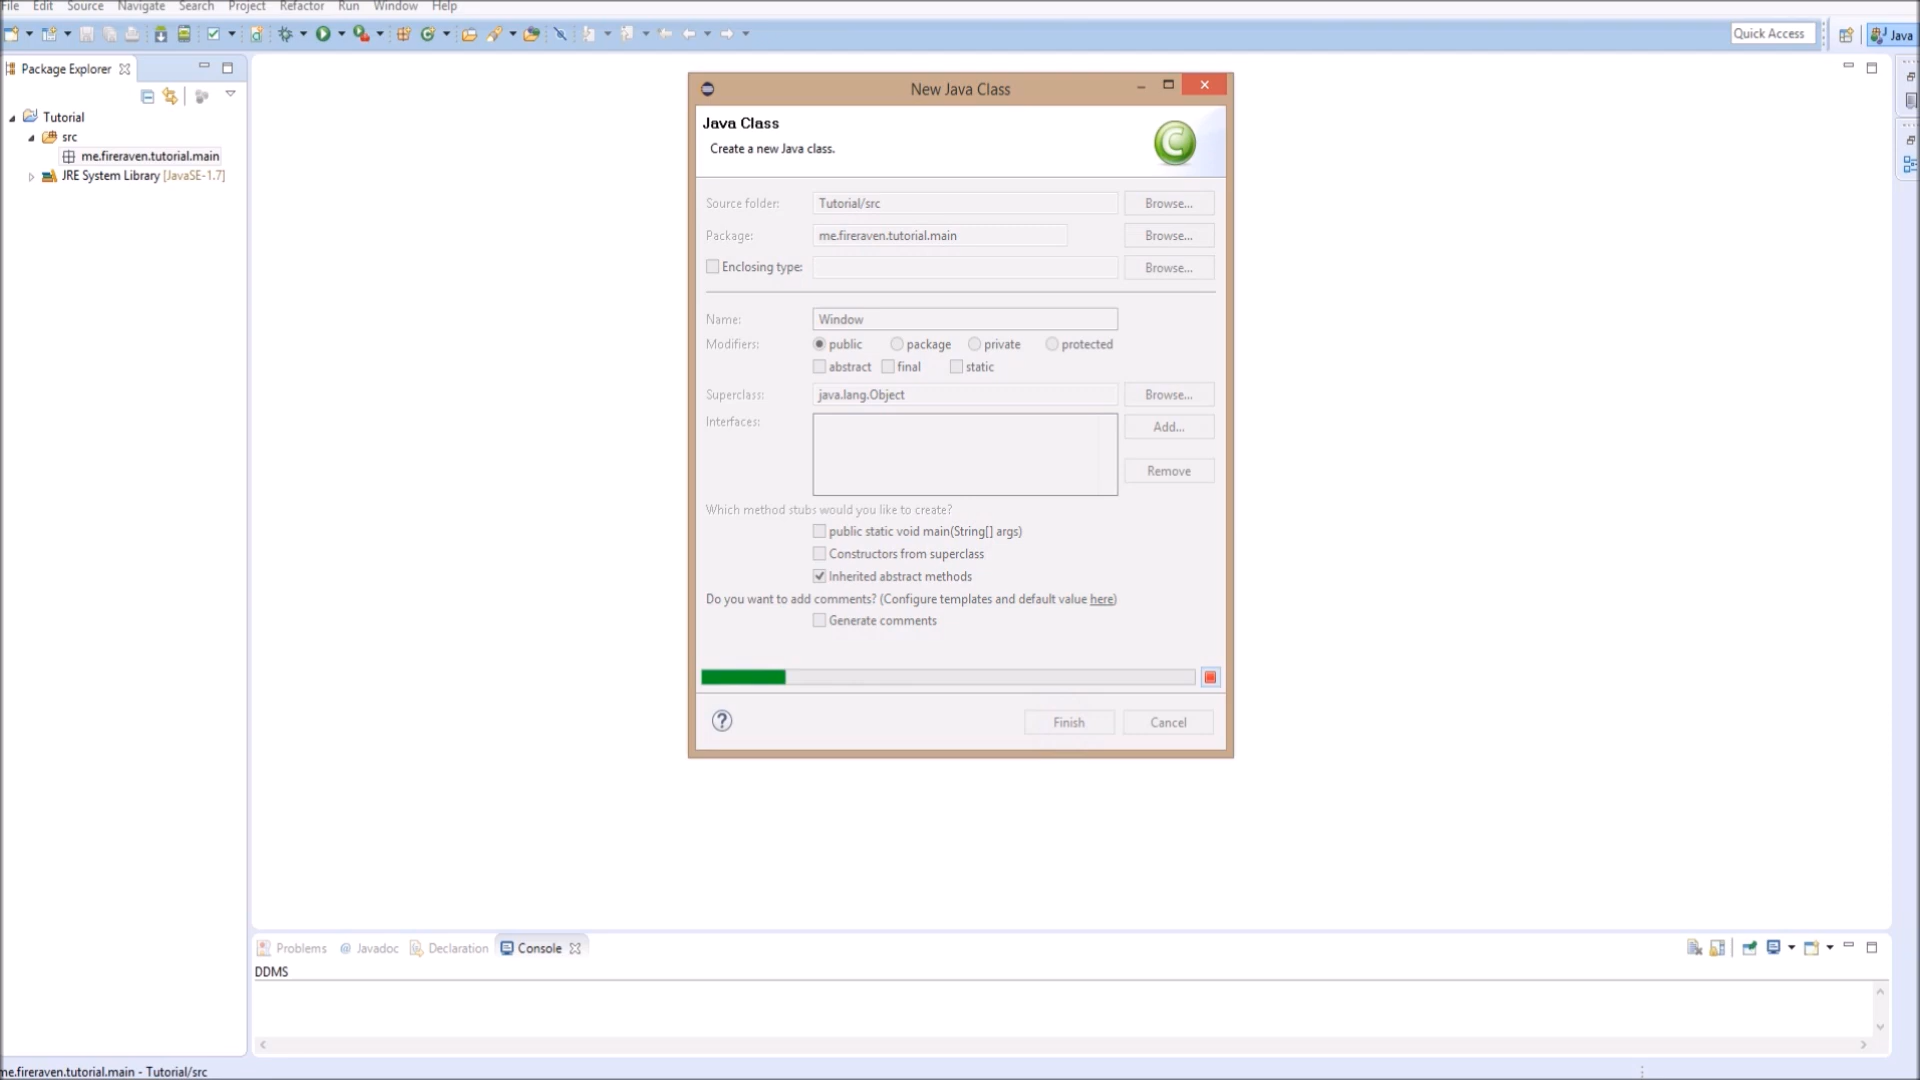 File Edit Source Navigate Search Project Refactor Run Window Help
Quick Access
Java
Package Explorer
Tutorial
src
me.fireraven.tutorial.main
JRE System Library [JavaSE-1.7]
New Java Class
Java Class
Create a new Java class.
C
Source folder: Tutorial/src Browse...
Package: me.fireraven.tutorial.main Browse...
Enclosing type: Browse...
Name: Window
Modifiers: public package private protected
abstract final static
Superclass: java.lang.Object Browse...
Interfaces: Add...
Remove
Which method stubs would you like to create?
public static void main(String[] args)
Constructors from superclass
Inherited abstract methods
Do you want to add comments? (Configure templates and default value here)
Generate comments
? Finish Cancel
Problems @ Javadoc Declaration Console
DDMS
me.fireraven.tutorial.main - Tutorial/src